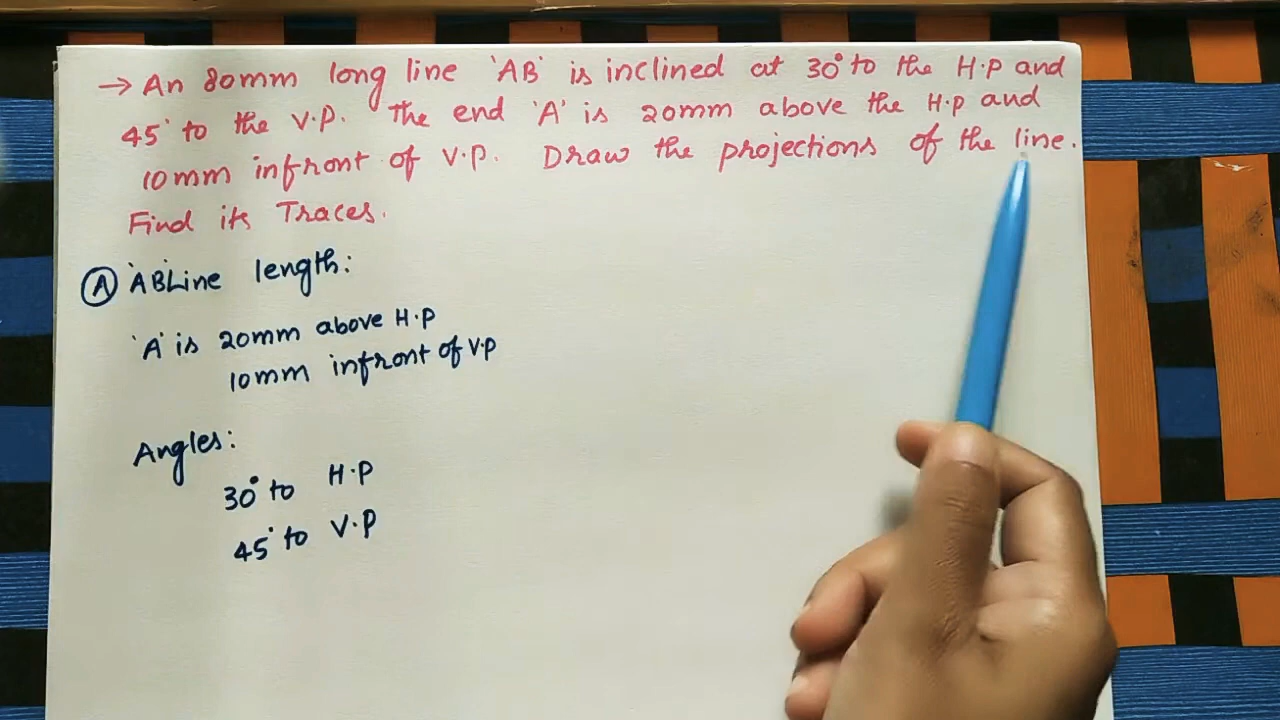 → An 80mm long line 'AB' is inclined at 30° to the H.P and
45° to the V.P. The end 'A' is 20mm above the H.P and
10mm infront of V.P. Draw the projections of the line.
Find its Traces.
Ⓐ 'AB' Line length:
'A' is 20mm above H.P
10mm infront of V.P
Angles:
30° to H.P
45° to V.P